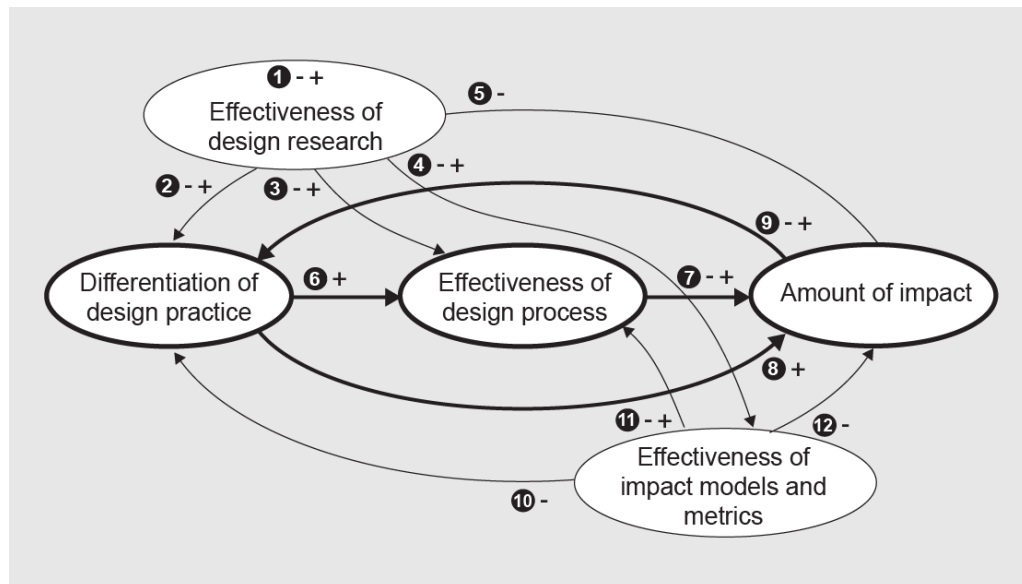 ❶ - +
Effectiveness of
design research
❺ -
❹ - +
❷ - +
❸ - +
❾ - +
Differentiation of
design practice
❻ +
Effectiveness of
design process
❼ - +
Amount of impact
❽ +
⓫ - +
⓬ -
Effectiveness of
impact models and
metrics
❿ -